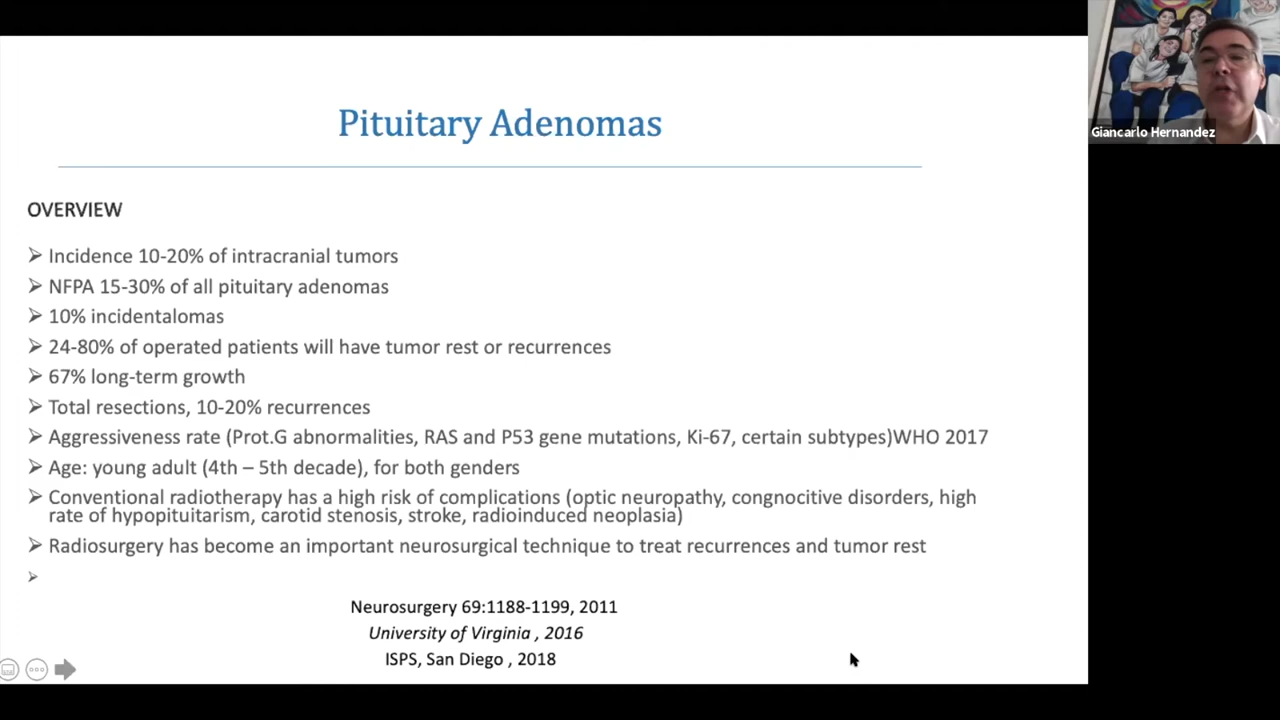 Pituitary Adenomas
OVERVIEW
Incidence 10-20% of intracranial tumors
NFPA 15-30% of all pituitary adenomas
10% incidentalomas
24-80% of operated patients will have tumor rest or recurrences
67% long-term growth
Total resections, 10-20% recurrences
Aggressiveness rate (Prot.G abnormalities, RAS and P53 gene mutations, Ki-67, certain subtypes)WHO 2017
Age: young adult (4th – 5th decade), for both genders
Conventional radiotherapy has a high risk of complications (optic neuropathy, congnocitive disorders, high
rate of hypopituitarism, carotid stenosis, stroke, radioinduced neoplasia)
Radiosurgery has become an important neurosurgical technique to treat recurrences and tumor rest
Neurosurgery 69:1188-1199, 2011
University of Virginia , 2016
ISPS, San Diego , 2018
Giancarlo Hernandez